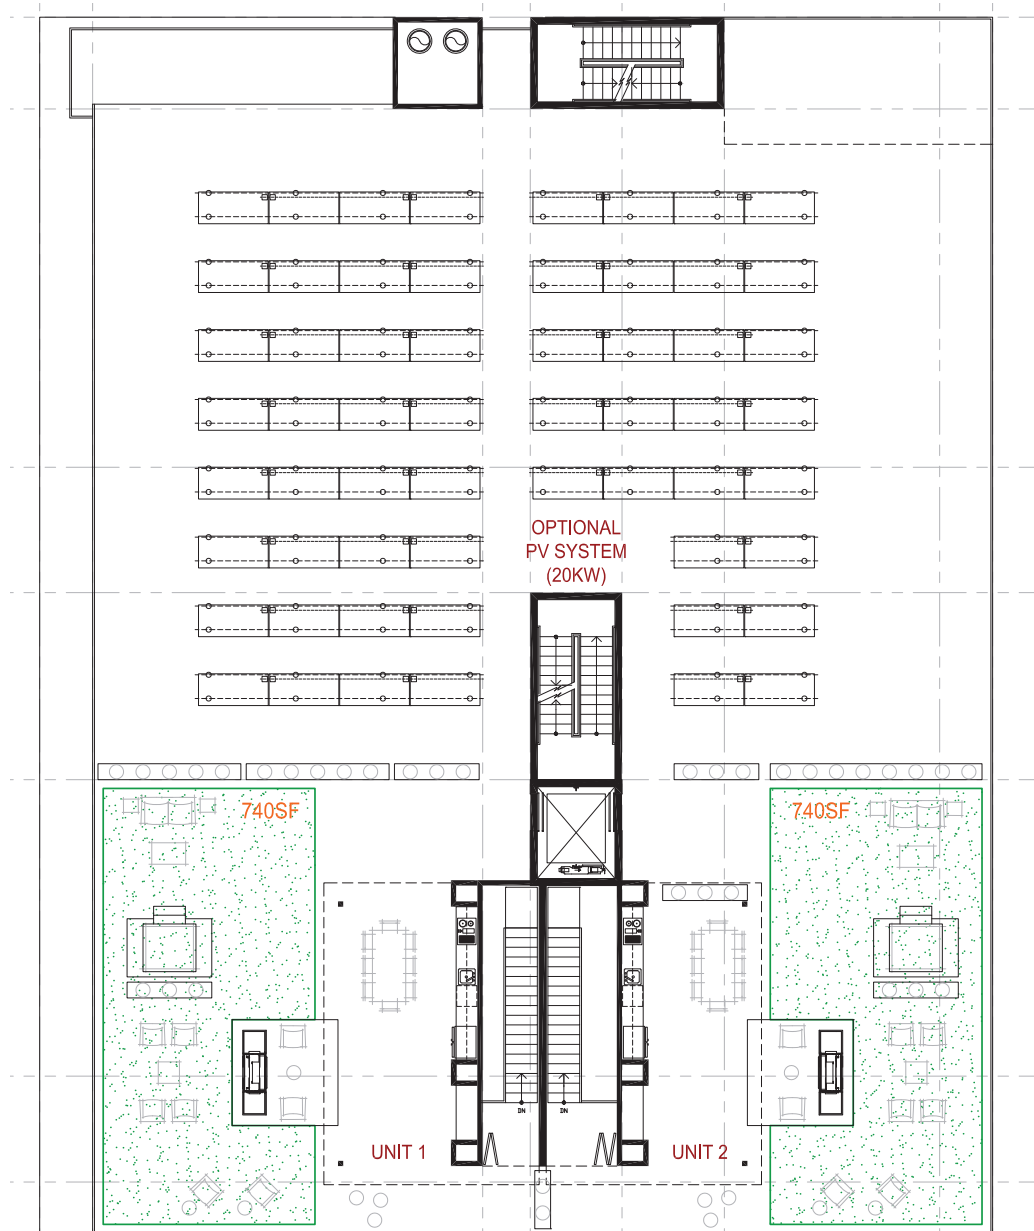 OPTIONAL
PV SYSTEM
(20KW)
740SF
740SF
DN
DN
UNIT 1
UNIT 2